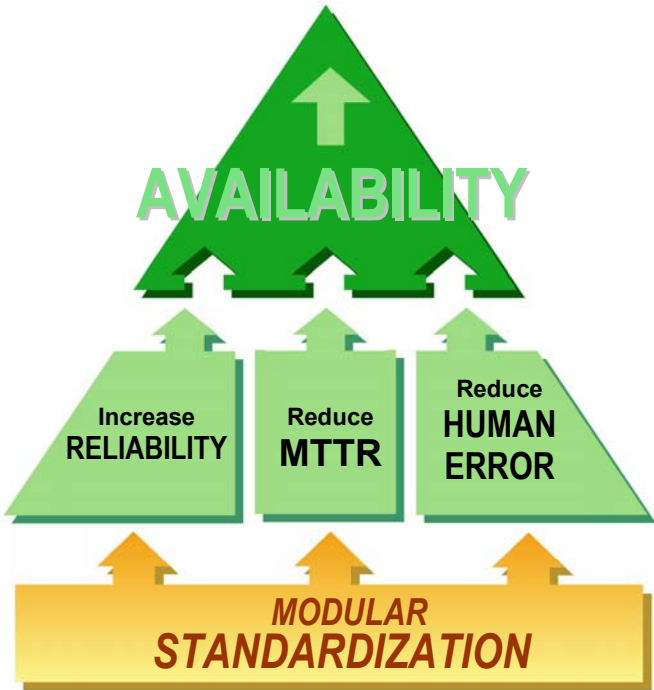 AVAILABILITY
Increase
RELIABILITY
Reduce
MTTR
Reduce
HUMAN
ERROR
MODULAR
STANDARDIZATION